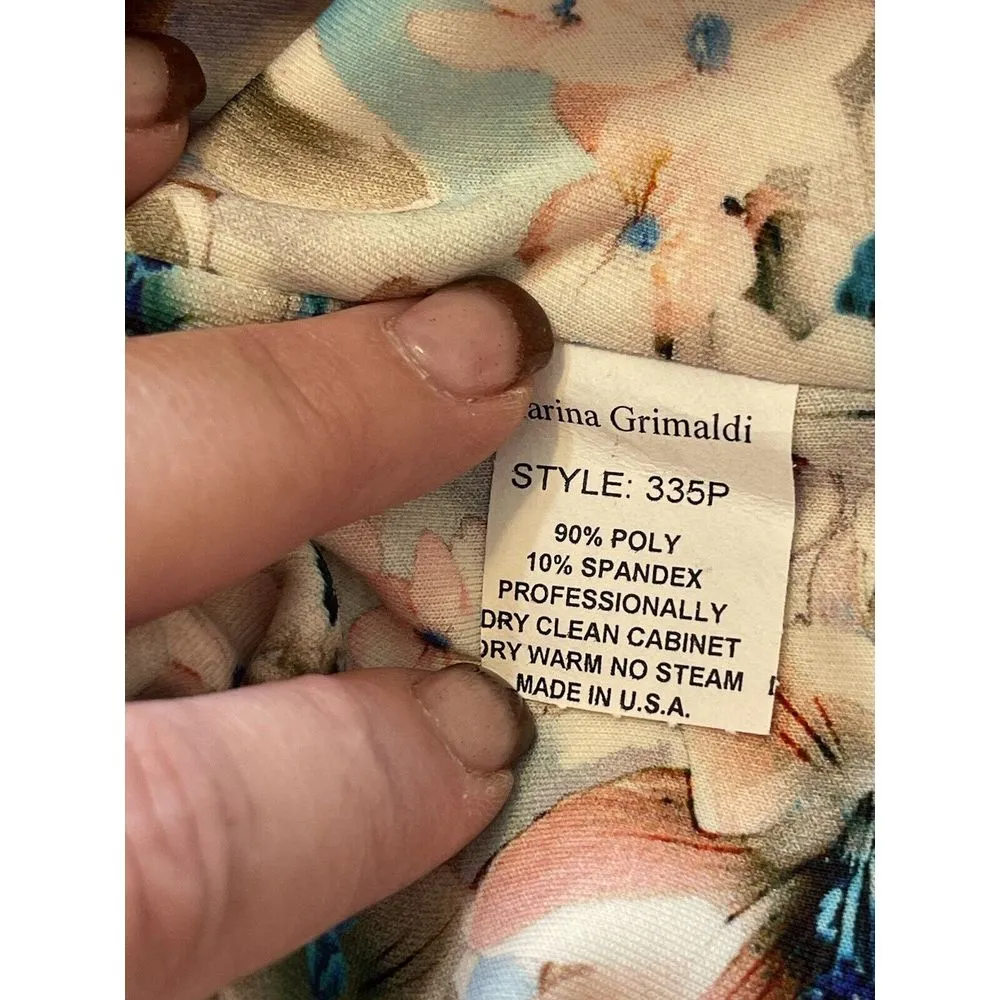 arina Grimaldi
STYLE: 335P
90% POLY
10% SPANDEX
PROFESSIONALLY
DRY CLEAN CABINET
DRY WARM NO STEAM
MADE IN U.S.A.